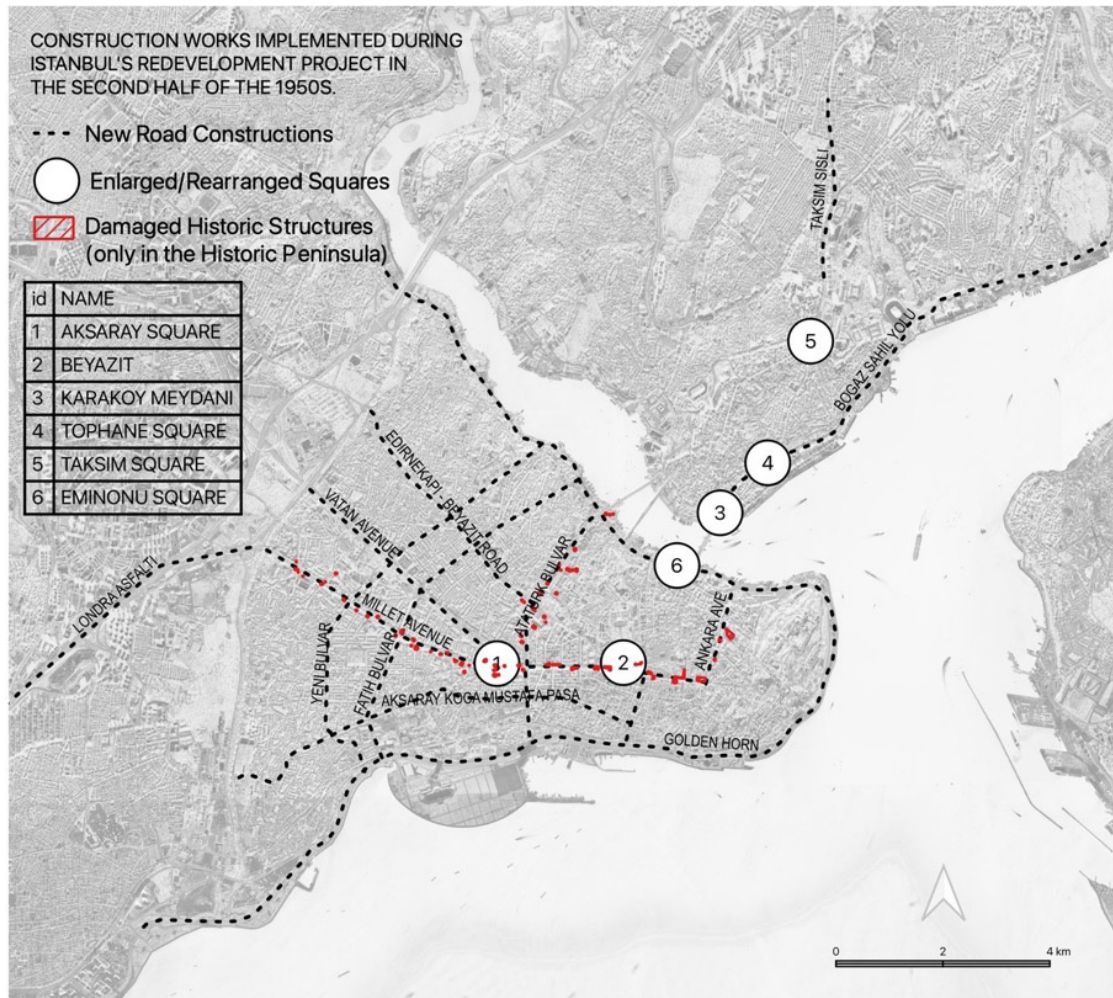 CONSTRUCTION WORKS IMPLEMENTED DURING
ISTANBUL'S REDEVELOPMENT PROJECT IN
THE SECOND HALF OF THE 1950S.
New Road Constructions
Enlarged/Rearranged Squares
Damaged Historic Structures
(only in the Historic Peninsula)
id NAME
1 AKSARAY SQUARE
2 BEYAZIT
3 KARAKOY MEYDANI
4 TOPHANE SQUARE
5 TAKSIM SQUARE
6 EMINONU SQUARE
TAKSIM SISLI
5
BOGAZ SAHIL YOLU
4
3
EDIRNEKAPI - BEYAZIT ROAD
VATAN AVENUE
ATATURK BULVAR
6
LONDRA ASFALTI
MILLET AVENUE
YENI BULVAR
FATIH BULVAR
1
2
ANKARA AVE
AKSARAY KOGA MUSTAFA PASA
GOLDEN HORN
0 2 4 km